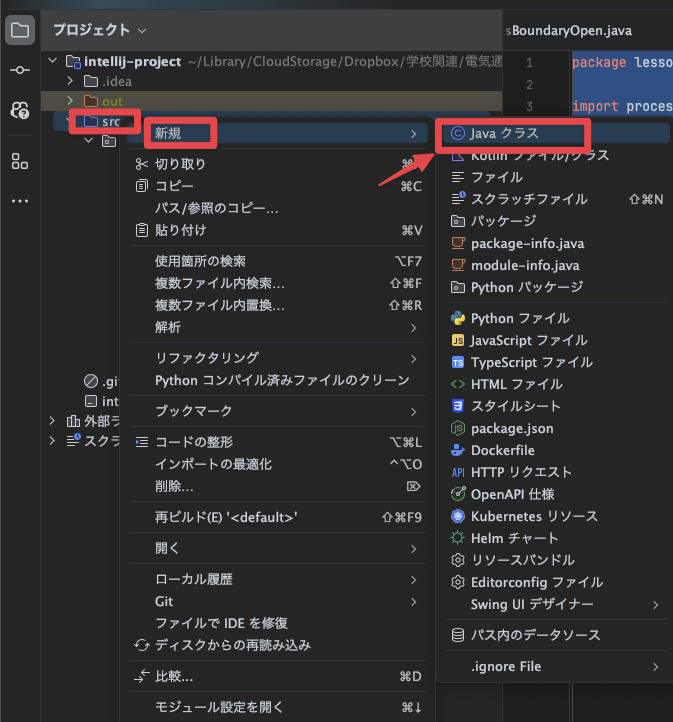 プロジェクト
intellij-project ~/Library/CloudStorage/Dropbox/学校関連/電気通
.idea
out
src
.gi
int
外部ラ
スクラ
新規
切り取り
コピー ⌘C
パス/参照のコピー...
貼り付け ⌘V
使用箇所の検索 ⌥F7
複数ファイル内検索... ⇧⌘F
複数ファイル内置換... ⇧⌘R
解析
リファクタリング
Python コンパイル済みファイルのクリーン
ブックマーク
コードの整形 ⌥⌘L
インポートの最適化 ^⌥O
削除... ⌦
再ビルド(E) '<default>' ⇧⌘F9
開く
ローカル履歴
Git
ファイルで IDE を修復
ディスクからの再読み込み
比較... ⌘D
モジュール設定を開く ⌘↓
Java クラス
Kotlin ファイル/クラス
ファイル
スクラッチファイル ⇧⌘N
パッケージ
package-info.java
module-info.java
Python パッケージ
Python ファイル
JavaScript ファイル
TypeScript ファイル
HTML ファイル
スタイルシート
package.json
Dockerfile
HTTP リクエスト
OpenAPI 仕様
Kubernetes リソース
Helm チャート
リソースバンドル
Editorconfig ファイル
Swing UI デザイナー
パス内のデータソース
.ignore File
sBoundaryOpen.java
1 package lesso
2
3 import proces